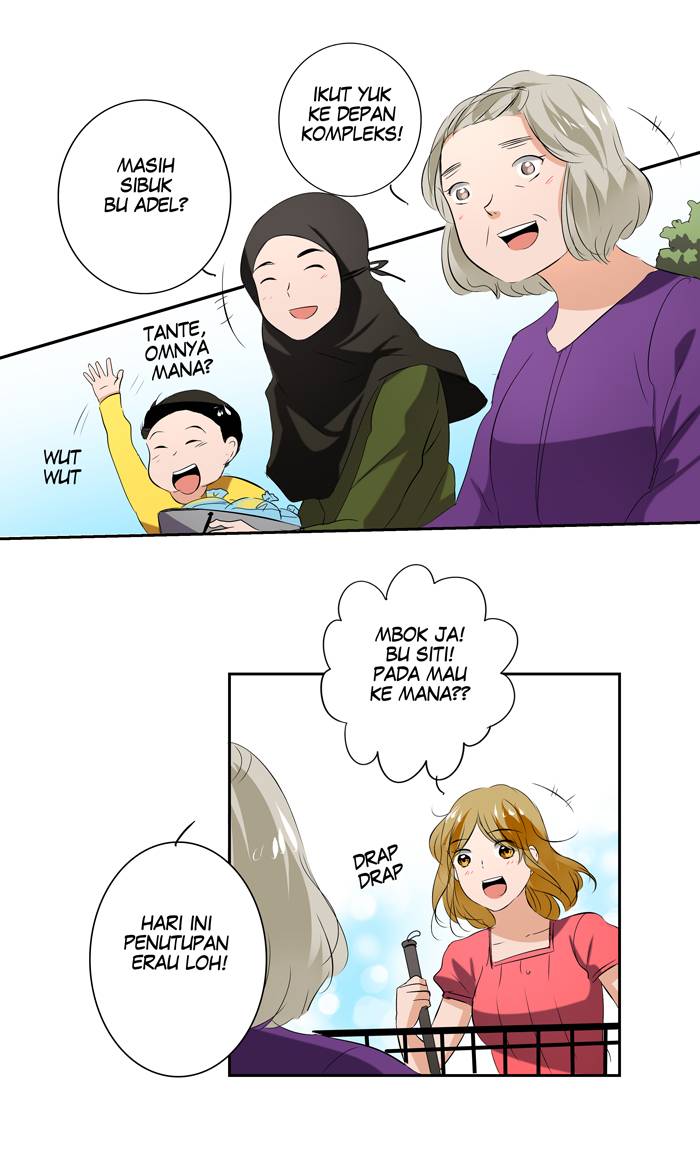 MASIH
SIBUK
BU ADEL?
IKUT YUK
KE DEPAN
KOMPLEKS!
TANTE,
OMNYA
MANA?
WUT
WUT
MBOK JA!
BU SITI!
PADA MAU
KE MANA??
DRAP
DRAP
HARI INI
PENUTUPAN
ERAU LOH!